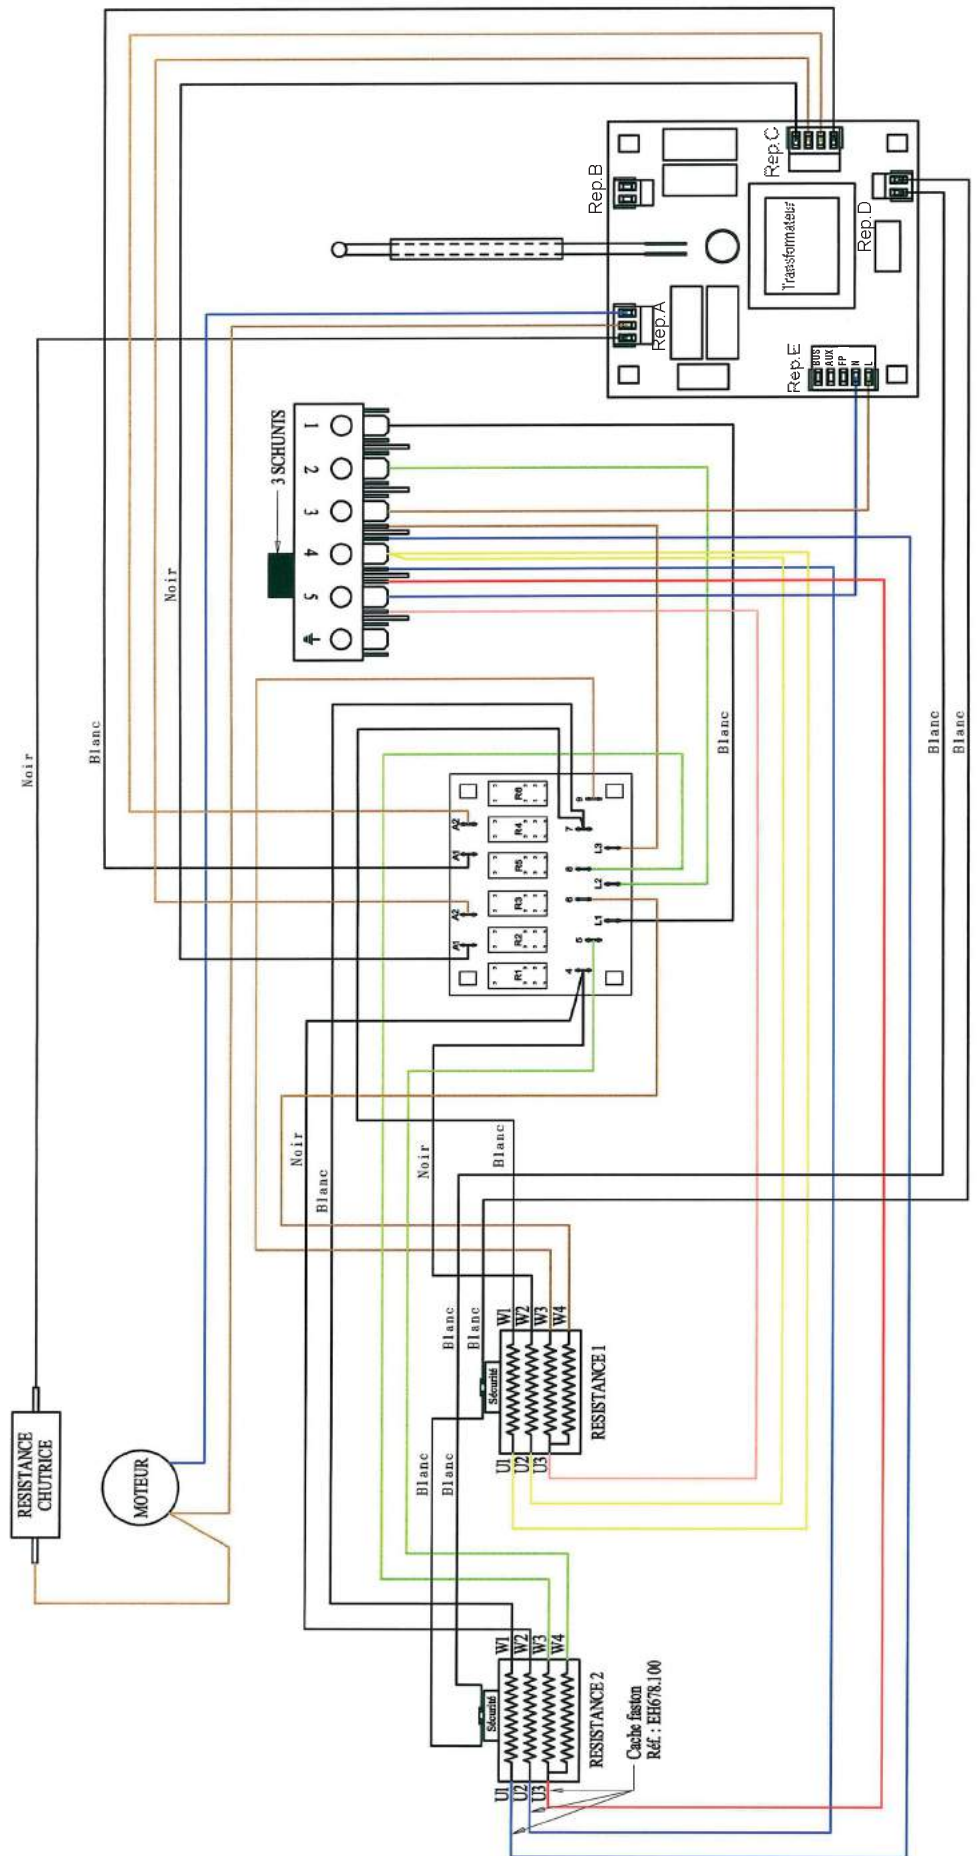 Rep.C
Rep.B
Transformateur
Rep.D
Rep.A
Rep.E
BUS
AUX
FP
N
L
3 SCHUNTS
1
2
3
4
5
Noir
Blanc
Noir
Blanc
Blanc
Blanc
R6
R4
R5
R3
R2
R1
A2
A1
A2
A1
9
7
L3
8
L2
6
L1
5
4
Noir
Blanc
Noir
Blanc
Blanc
Blanc
W1
W2
W3
W4
Sécurité
RESISTANCE 1
U1
U2
U3
RESISTANCE
CHUTRICE
MOTEUR
Blanc
Blanc
W1
W2
W3
W4
Sécurité
RESISTANCE 2
U1
U2
U3
Cache faston
Réf. : EH678.100